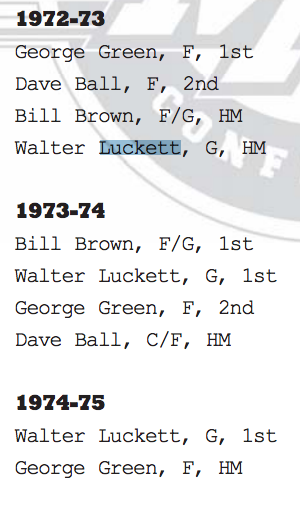 1972-73
George Green, F, 1st
Dave Ball, F, 2nd
Bill Brown, F/G, HM
Walter Luckett, G, HM
1973-74
Bill Brown, F/G, 1st
Walter Luckett, G, 1st
George Green, F, 2nd
Dave Ball, C/F, HM
1974-75
Walter Luckett, G, 1st
George Green, F, HM